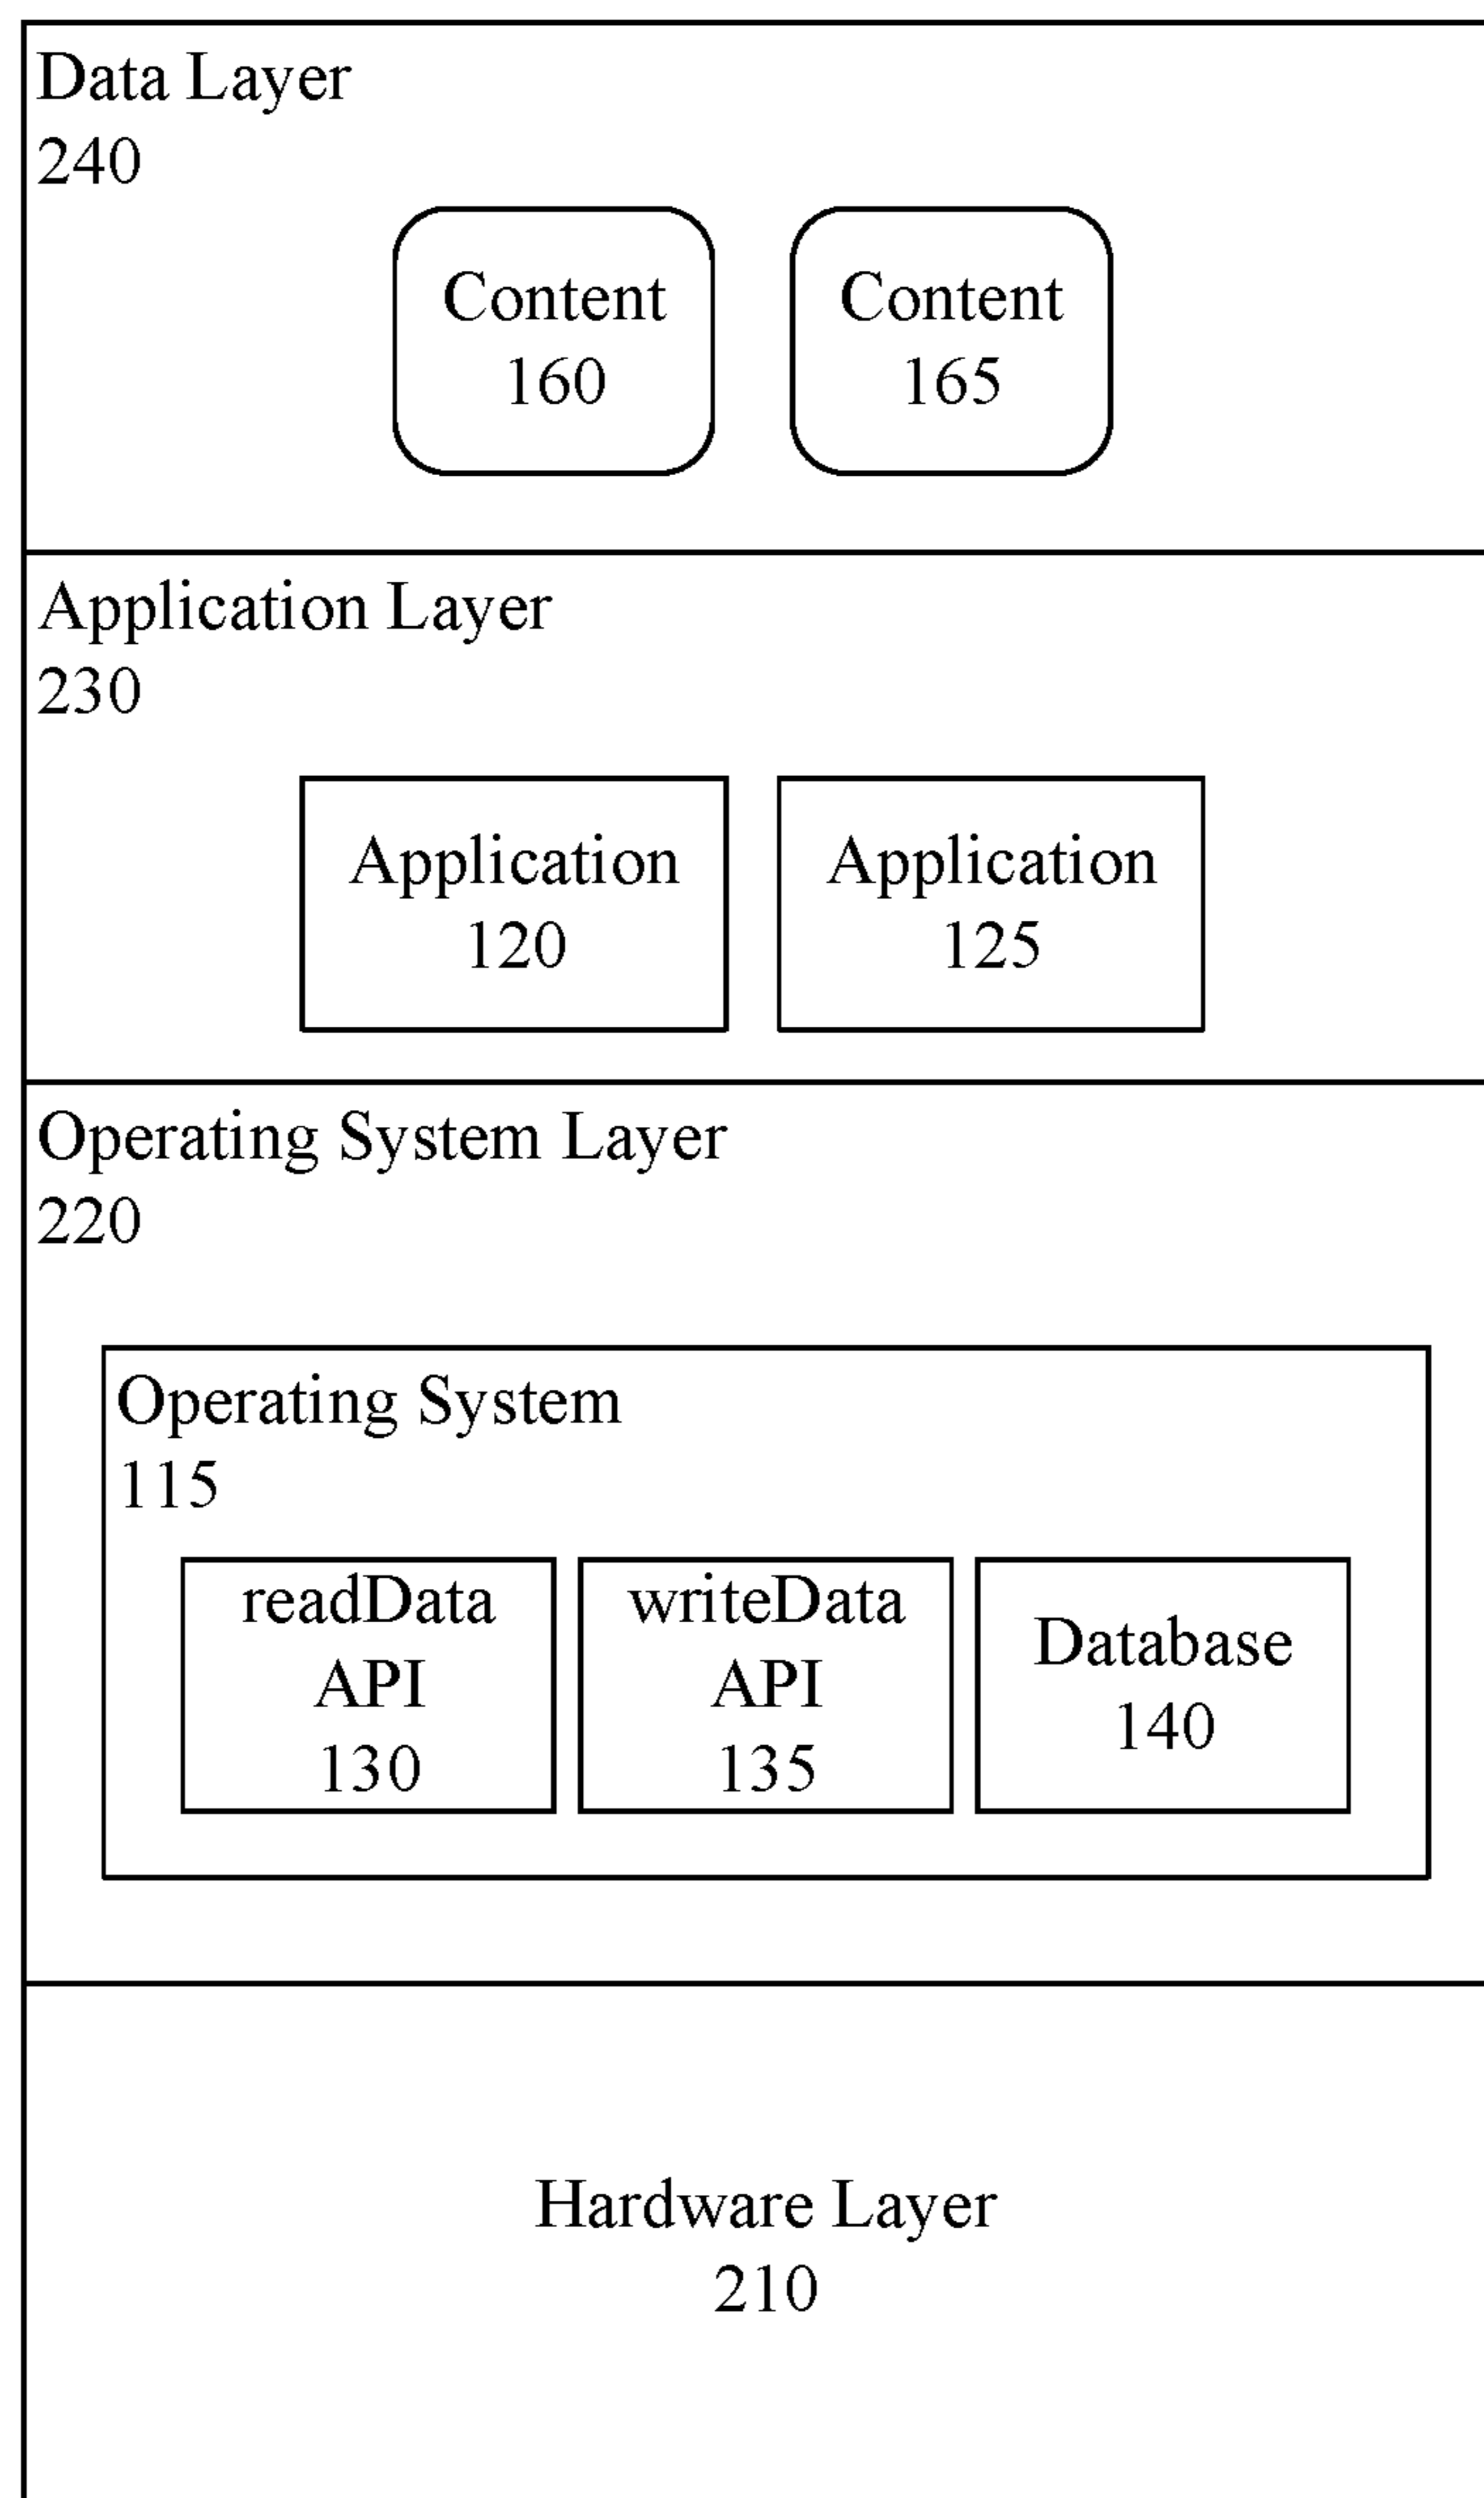 Data Layer
240
Content
160
Content
165
Application Layer
230
Application
120
Application
125
Operating System Layer
220
Operating System
115
readData
API
130
writeData
API
135
Database
140
Hardware Layer
210